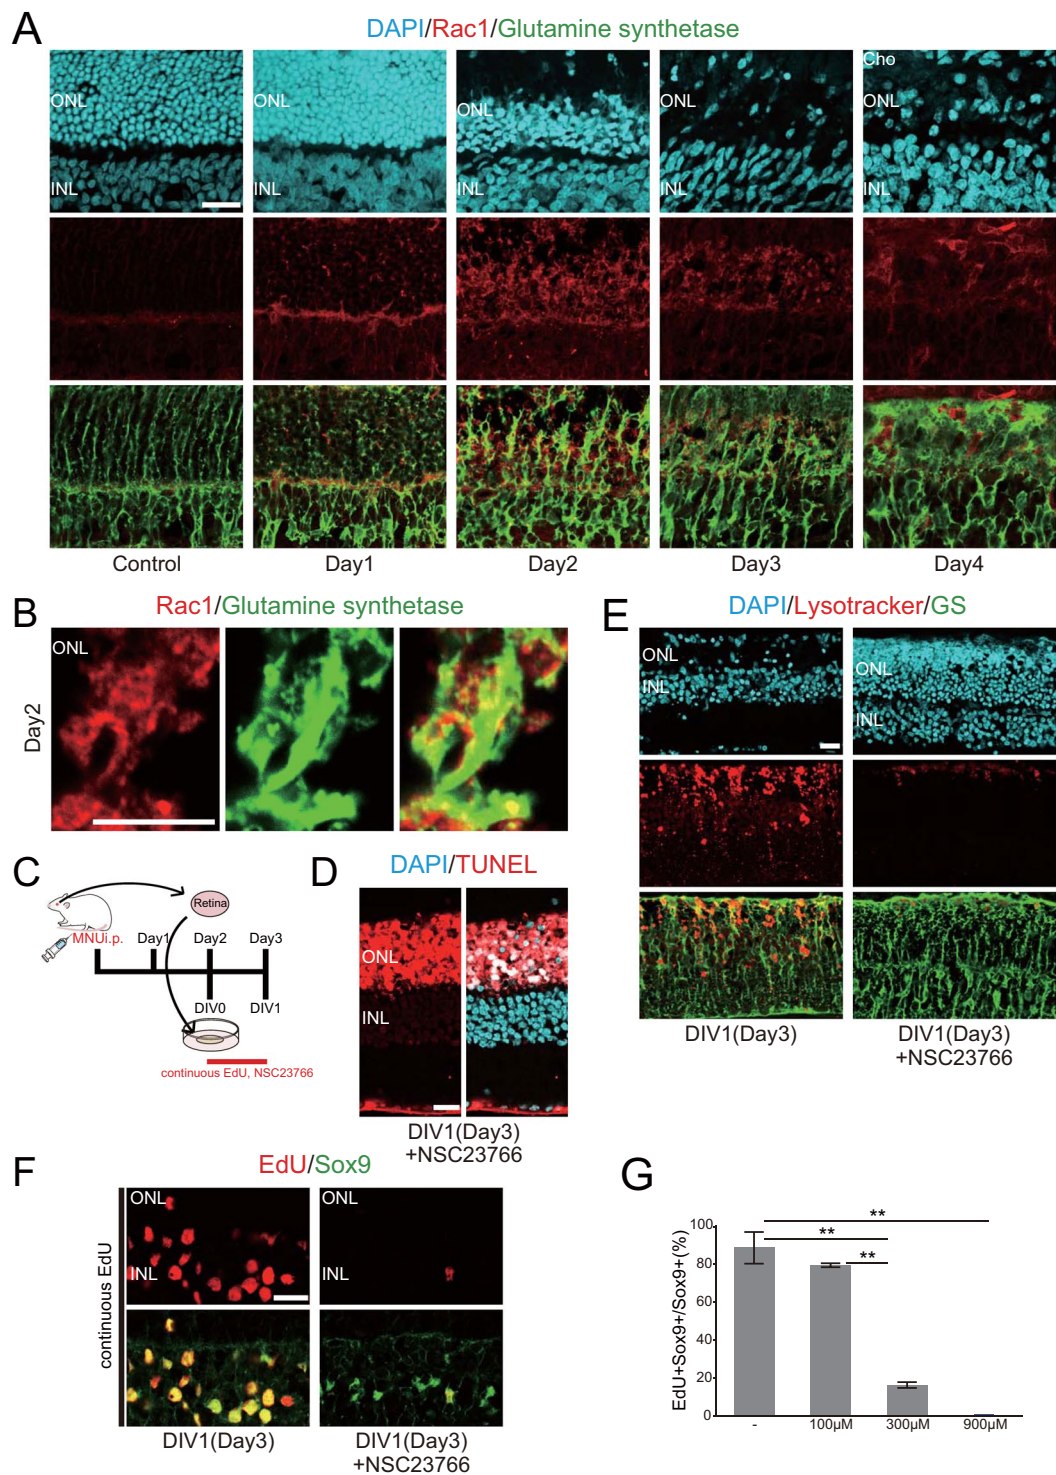 A
DAPI/Rac1/Glutamine synthetase
ONL
INL
ONL
INL
ONL
INL
ONL
INL
Cho
ONL
INL
Control
Day1
Day2
Day3
Day4
B
Rac1/Glutamine synthetase
ONL
Day2
C
MNUi.p.
Day1
Day2
Day3
Retina
DIV0
DIV1
continuous EdU, NSC23766
D
DAPI/TUNEL
ONL
INL
DIV1(Day3)
+NSC23766
E
DAPI/Lysotracker/GS
ONL
INL
ONL
INL
DIV1(Day3)
DIV1(Day3)
+NSC23766
F
EdU/Sox9
continuous EdU
ONL
INL
ONL
INL
DIV1(Day3)
DIV1(Day3)
+NSC23766
G
EdU+Sox9+/Sox9+(%)
100
80
60
40
20
0
**
**
**
-
100μM
300μM
900μM